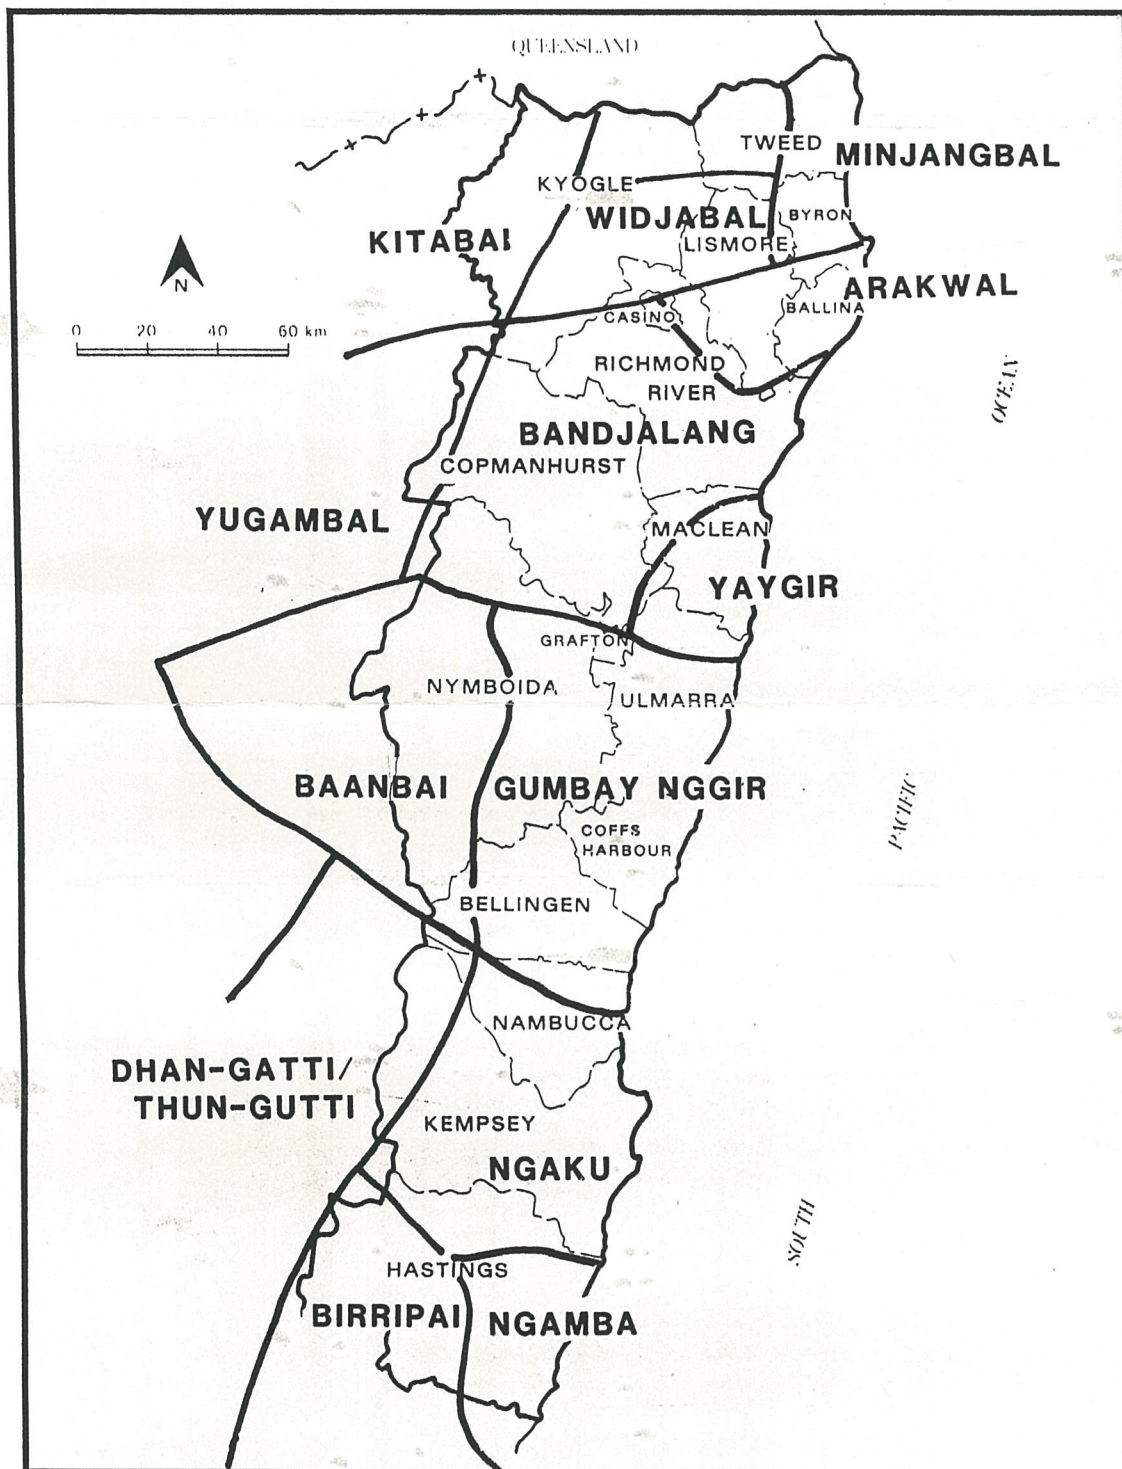 QUEENSLAND
TWEED
MINJANGBAL
KYOGLE
WIDJABAL
BYRON
KITABAI
LISMORE
N
ARAKWAL
BALLINA
CASINO
0 20 40 60 km
RICHMOND
RIVER
OCEAN
BANDJALANG
COPMANHURST
YUGAMBAL
MACLEAN
YAYGIR
GRAFTON
NYMBOIDA
ULMARRA
BAANBAI
GUMBAY NGGIR
PACIFIC
COFFS
HARBOUR
BELLINGEN
NAMBUCCA
DHAN-GATTI/
THUN-GUTTI
KEMPSEY
NGAKU
SOUTH
HASTINGS
BIRRIPAI
NGAMBA